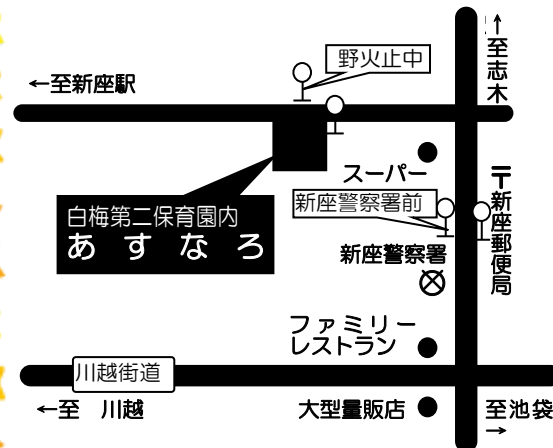 ↑至志木
野火止中
←至新座駅
スーパー
〒新座郵便局
新座警察署前
白梅第二保育園内
あすなろ
新座警察署
ファミリー
レストラン
川越街道
←至 川越
大型量販店
至池袋
→